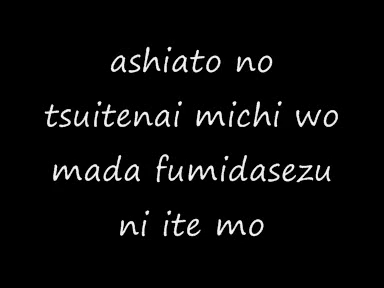 ashiato no
tsuitenai michi wo
mada fumidasezu
ni ite mo